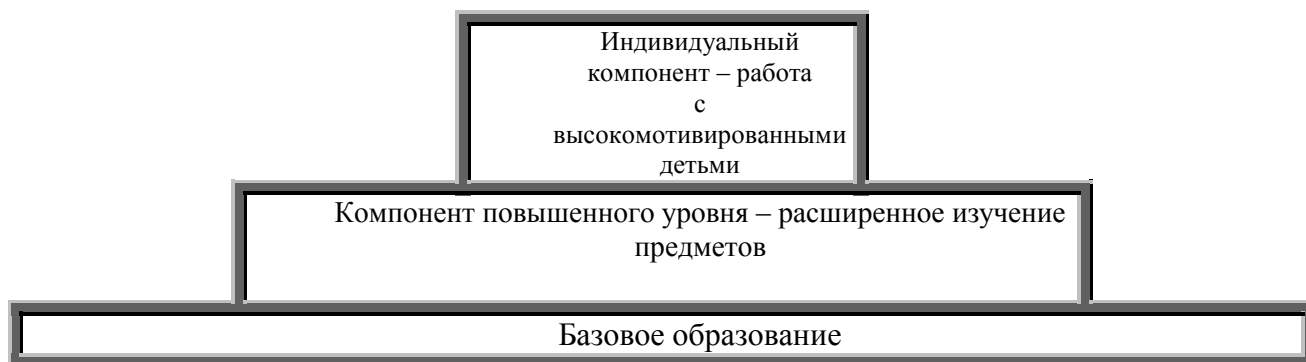 Индивидуальный
компонент – работа
с
высокомотивированными
детьми
Компонент повышенного уровня – расширенное изучение
предметов
Базовое образование